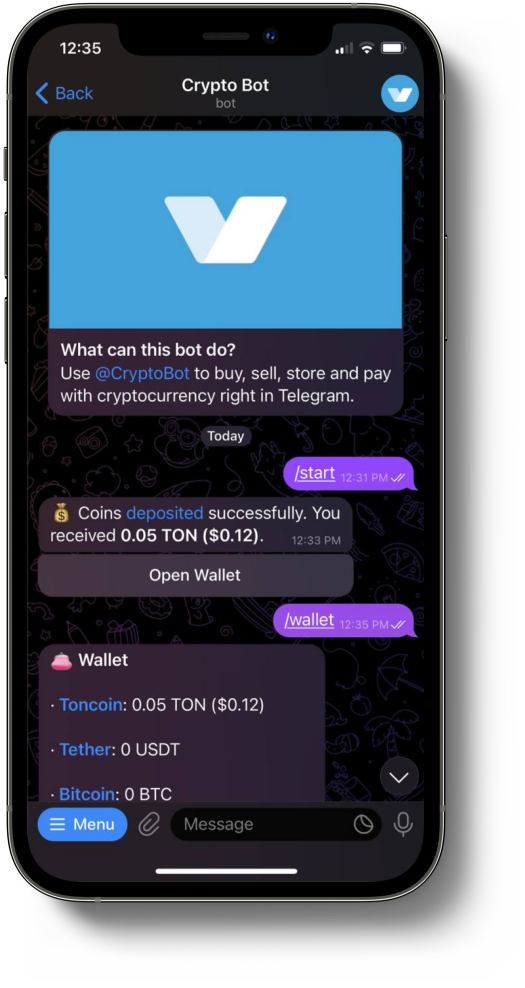 12:35
Back
Crypto Bot
bot
What can this bot do?
Use @CryptoBot to buy, sell, store and pay
with cryptocurrency right in Telegram.
Today
/start 12:31 PM
💰 Coins deposited successfully. You
received 0.05 TON ($0.12). 12:33 PM
Open Wallet
/wallet 12:35 PM
👛 Wallet
· Toncoin: 0.05 TON ($0.12)
· Tether: 0 USDT
· Bitcoin: 0 BTC
Menu
Message